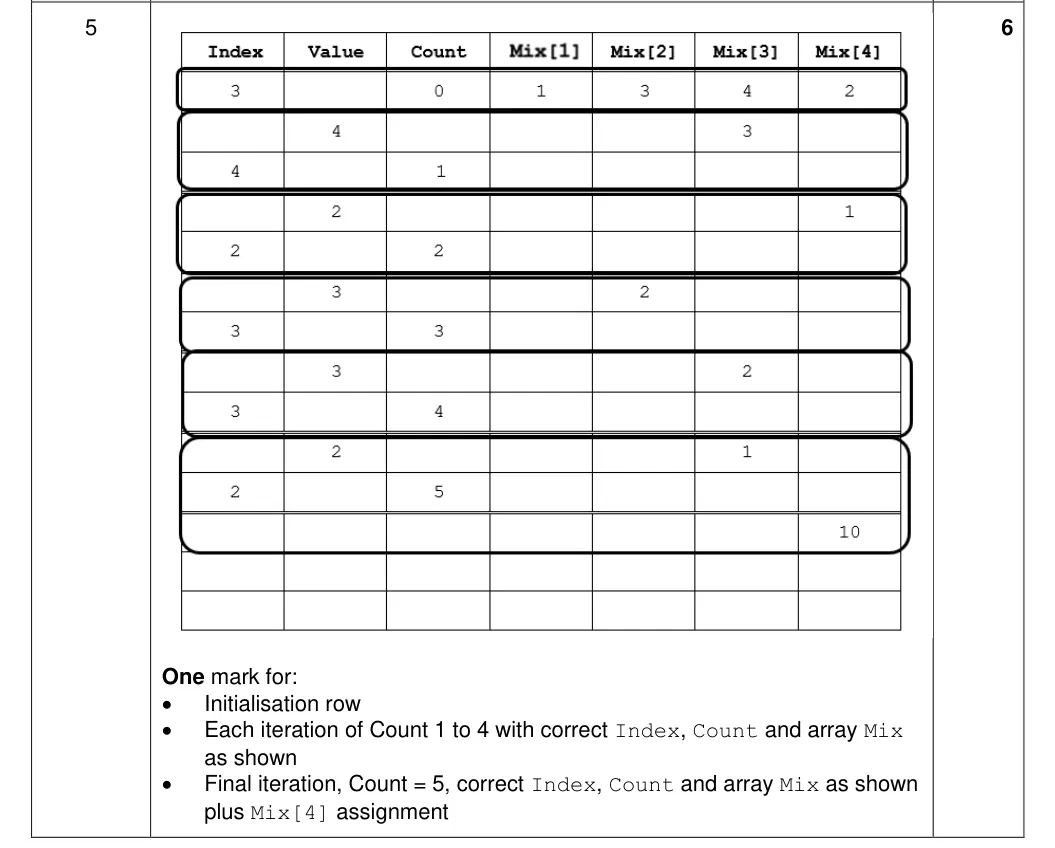 5 6
Index Value Count Mix[1] Mix[2] Mix[3] Mix[4]
3 0 1 3 4 2
4 3
4 1
2 1
2 2
3 2
3 3
3 2
3 4
2 1
2 5
10
One mark for:
• Initialisation row
• Each iteration of Count 1 to 4 with correct Index, Count and array Mix
as shown
• Final iteration, Count = 5, correct Index, Count and array Mix as shown
plus Mix[4] assignment